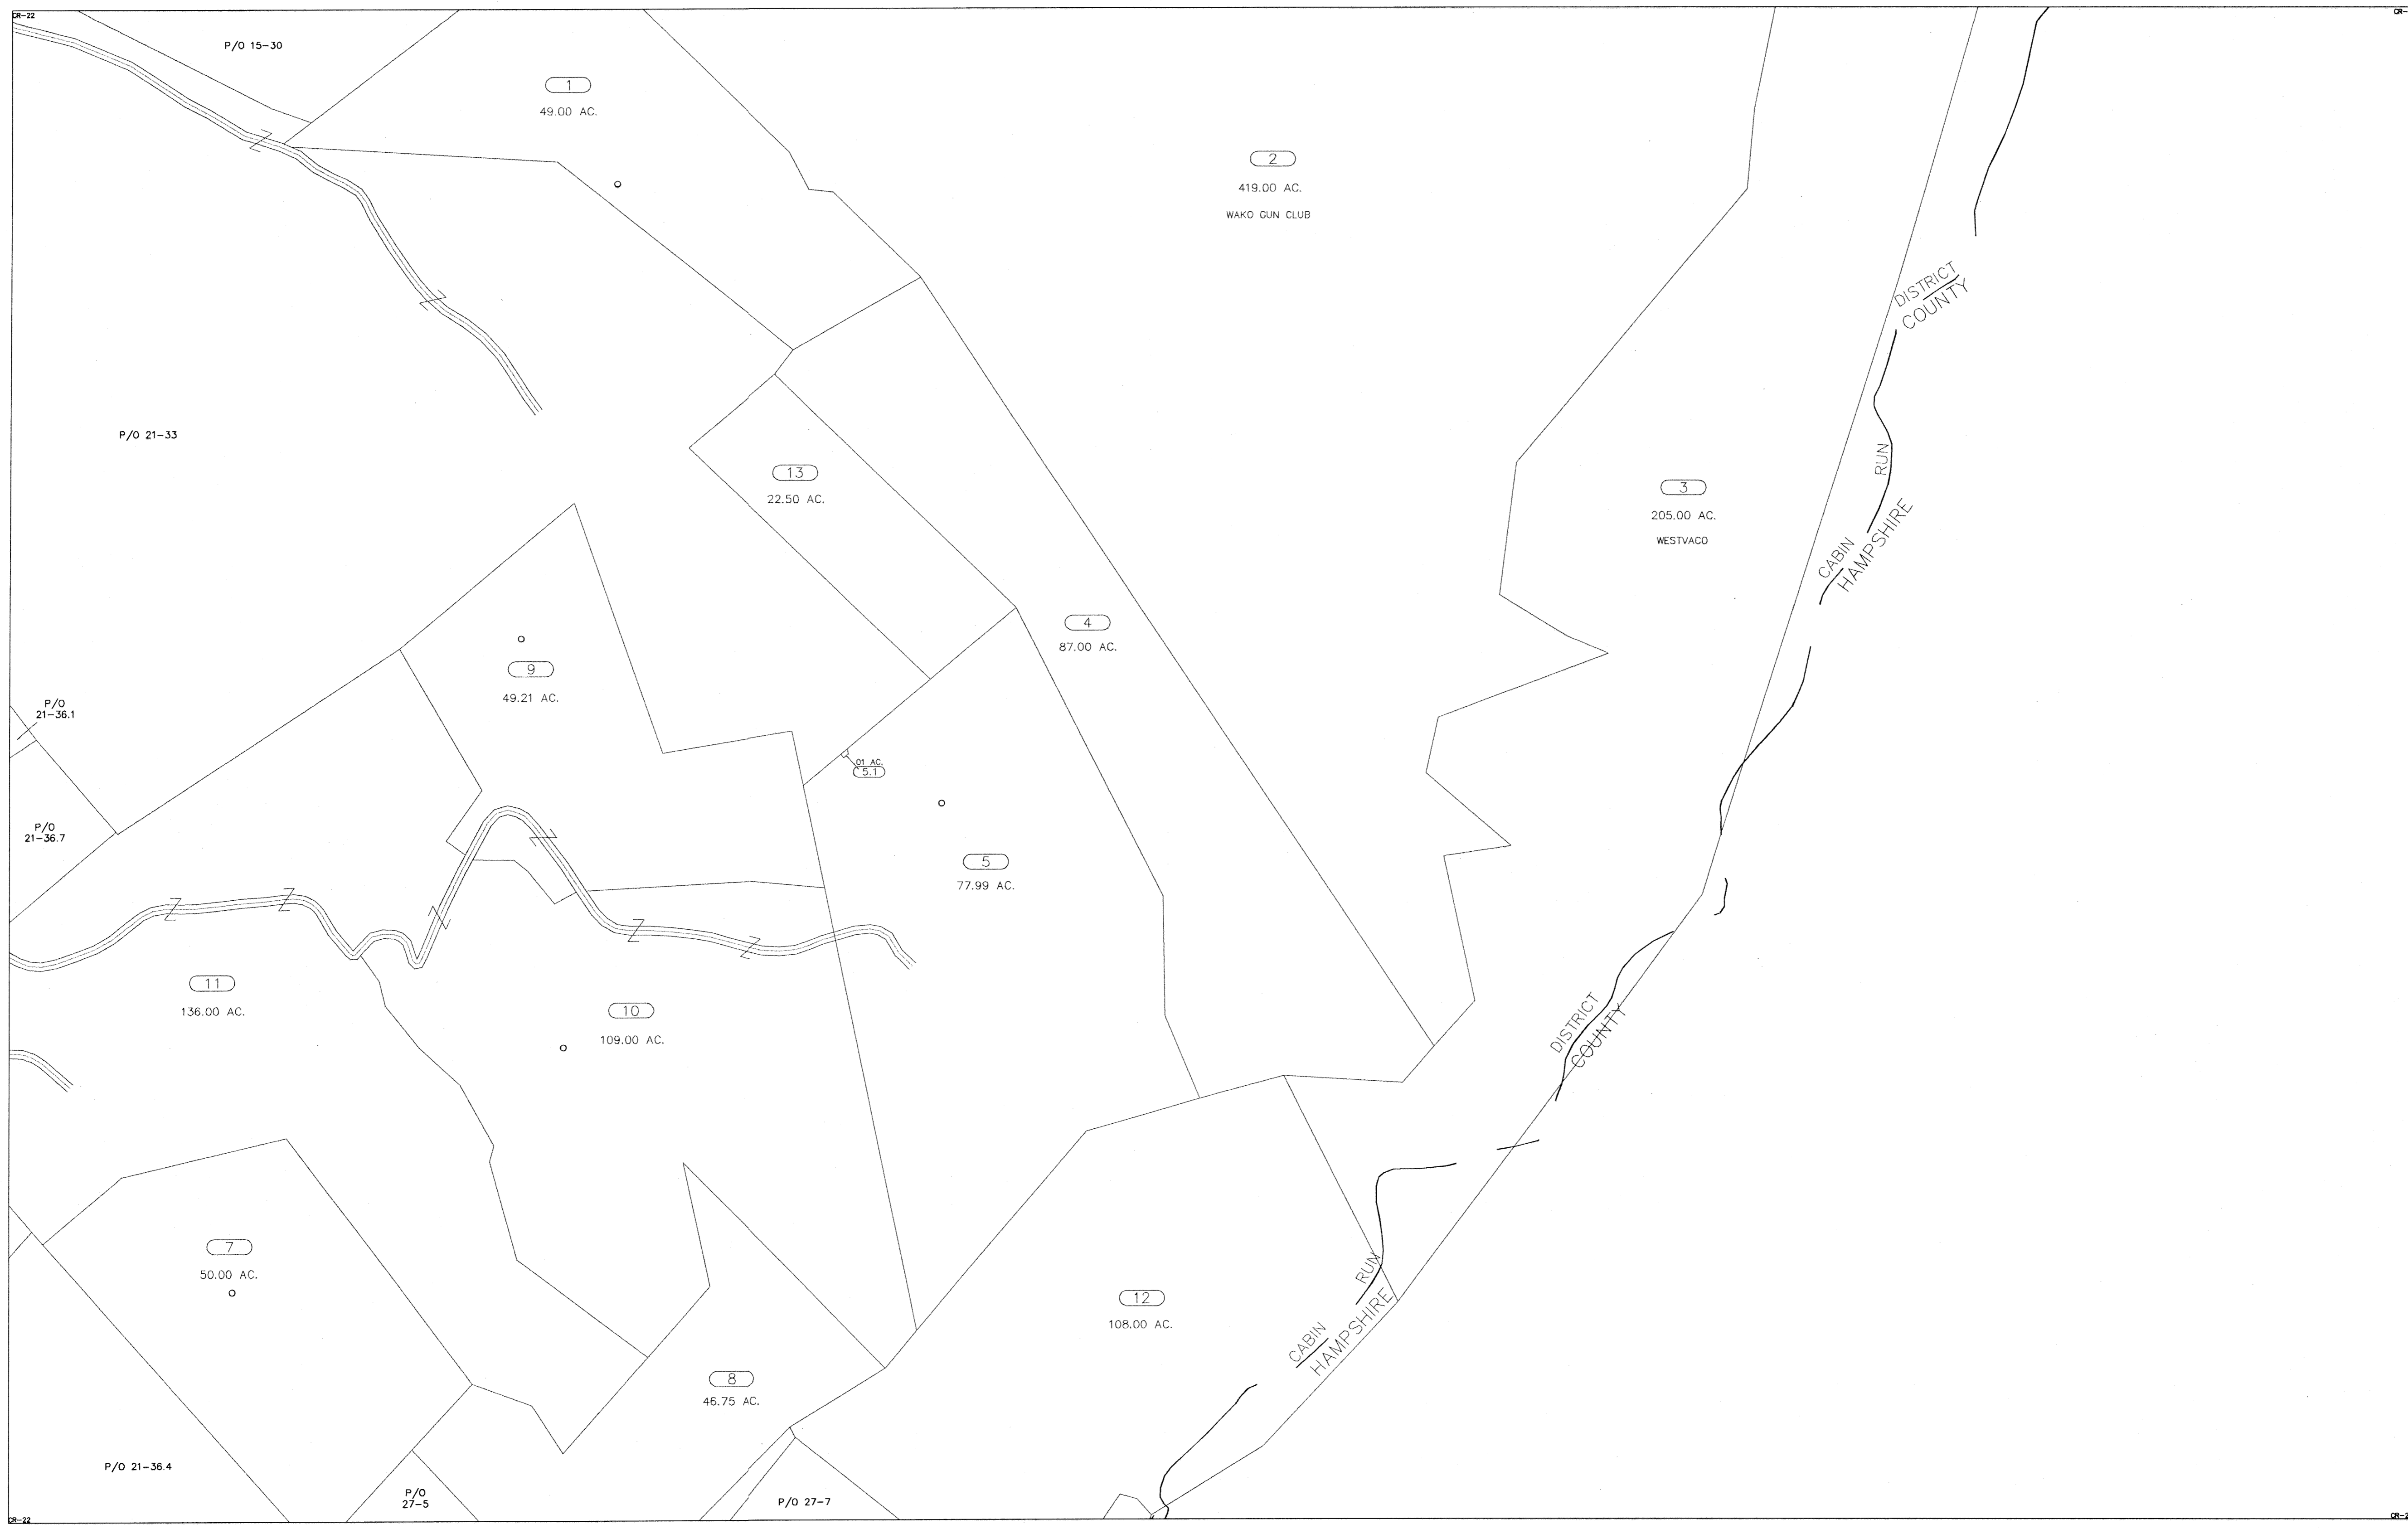 CR-22
CR-
P/O 15-30
1
49.00 AC.
2
419.00 AC.
WAKO GUN CLUB
DISTRICT
COUNTY
P/O 21-33
13
22.50 AC.
3
205.00 AC.
WESTVACO
RUN
CABIN
HAMPSHIRE
4
87.00 AC.
9
49.21 AC.
P/O
21-36.1
01 AC.
5.1
P/O
21-36.7
5
77.99 AC.
11
136.00 AC.
10
109.00 AC.
DISTRICT
COUNTY
7
50.00 AC.
RUN
CABIN
HAMPSHIRE
12
108.00 AC.
8
46.75 AC.
P/O 21-36.4
P/O
27-5
P/O 27-7
CR-22
CR-2